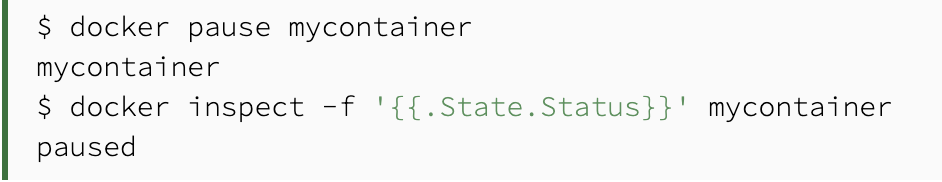 $ docker pause mycontainer
mycontainer
$ docker inspect -f '{{.State.Status}}' mycontainer
paused